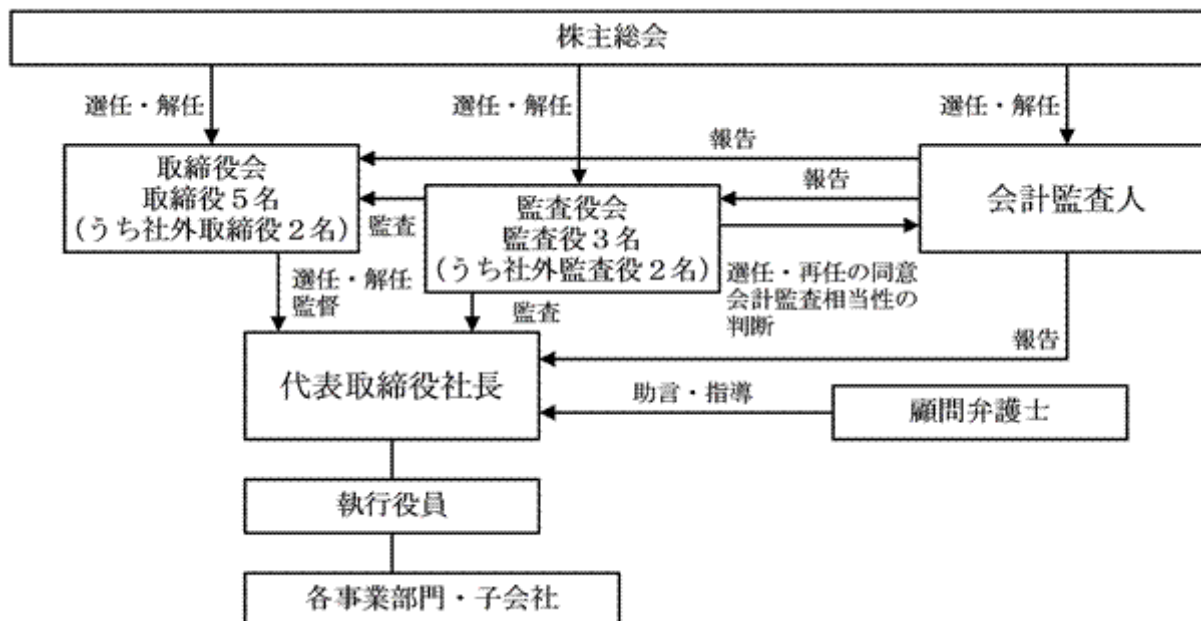 株主総会
選任・解任
選任・解任
選任・解任
報告
取締役会
取締役5名
(うち社外取締役2名)
監査
報告
監査役会
監査役3名
(うち社外監査役2名)
会計監査人
選任・解任
監督
監査
選任・再任の同意
会計監査相当性の
判断
報告
代表取締役社長
助言・指導
顧問弁護士
執行役員
各事業部門・子会社